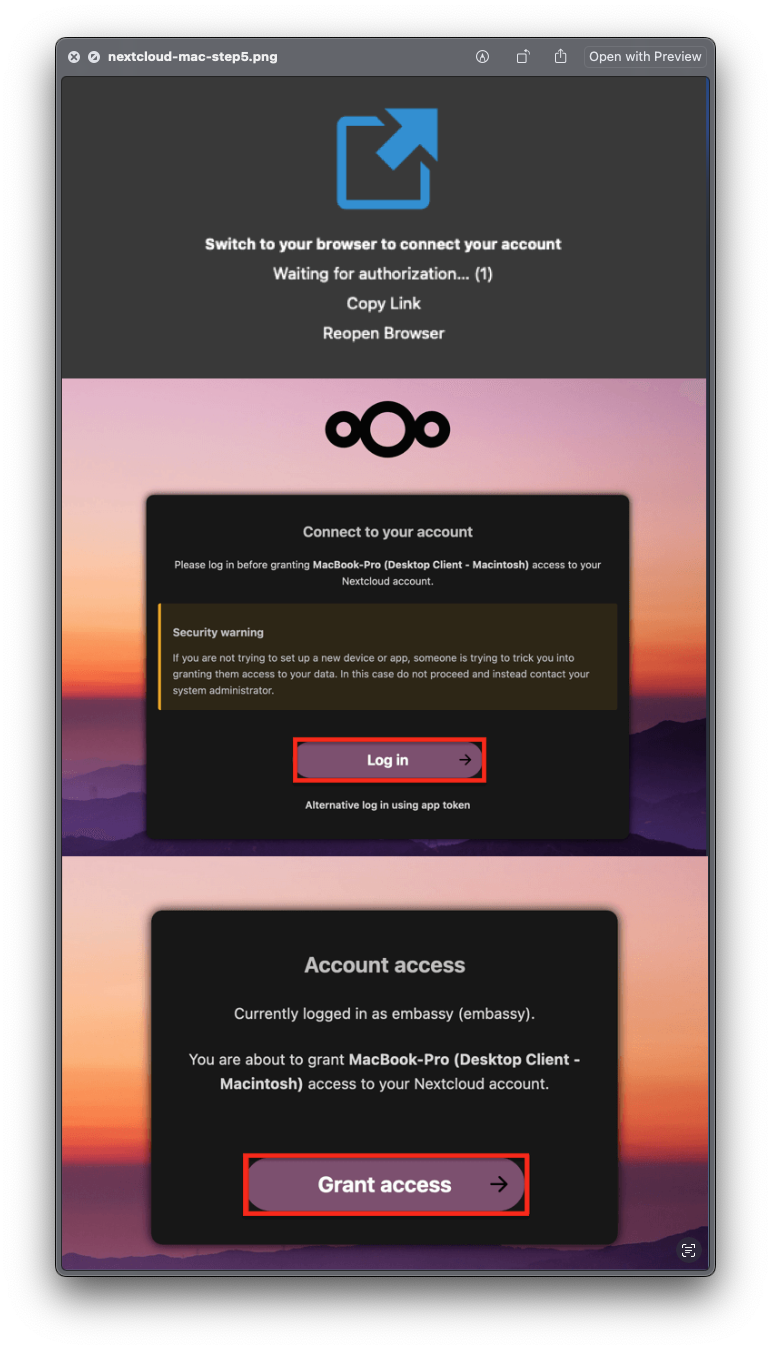 nextcloud-mac-step5.png
Open with Preview
Switch to your browser to connect your account
Waiting for authorization... (1)
Copy Link
Reopen Browser
Connect to your account
Please log in before granting MacBook-Pro (Desktop Client - Macintosh) access to your
Nextcloud account.
Security warning
If you are not trying to set up a new device or app, someone is trying to trick you into
granting them access to your data. In this case do not proceed and instead contact your
system administrator.
Log in
Alternative log in using app token
Account access
Currently logged in as embassy (embassy).
You are about to grant MacBook-Pro (Desktop Client -
Macintosh) access to your Nextcloud account.
Grant access